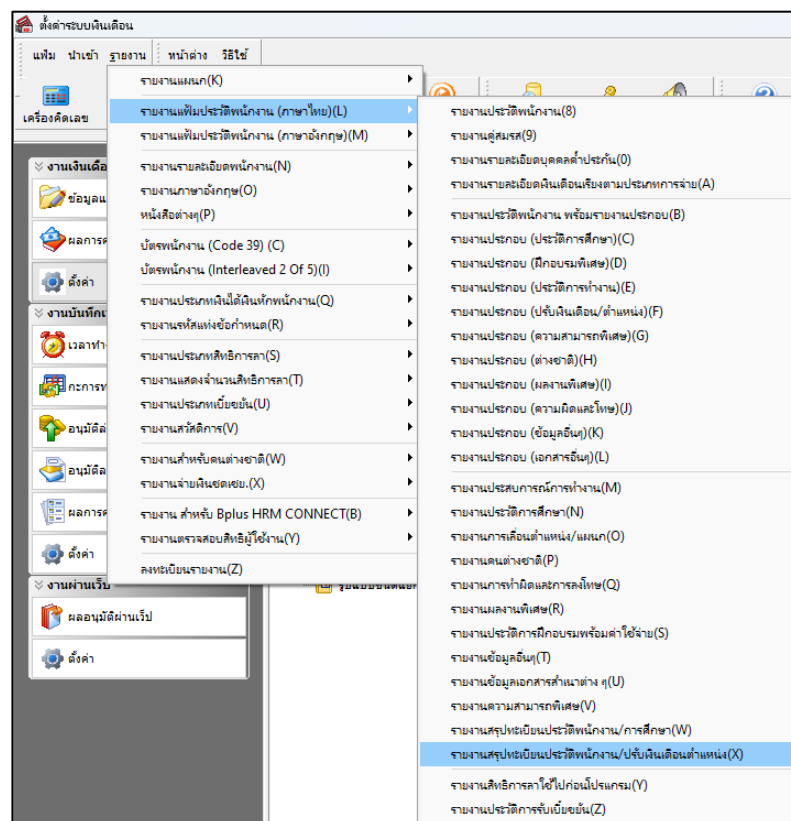 ตั้งค่าระบบเงินเดือน
แฟ้ม นำเข้า รายงาน หน้าต่าง วิธีใช้
เครื่องคิดเลข
งานเงินเดือ
ข้อมูลแ
ผลการค
ตั้งค่า
งานบันทึกเ
เวลาทำ
กะการท
อนุมัติล
อนุมัติล
ผลการค
ตั้งค่า
งานผ่านเว็ป
ผลอนุมัติผ่านเว็ป
ตั้งค่า
รายงานแผนก(K)
รายงานแฟ้มประวัติพนักงาน (ภาษาไทย)(L)
รายงานแฟ้มประวัติพนักงาน (ภาษาอังกฤษ)(M)
รายงานรายละเอียดพนักงาน(N)
รายงานภาษาอังกฤษ(O)
หนังสือต่างๆ(P)
บัตรพนักงาน (Code 39) (C)
บัตรพนักงาน (Interleaved 2 Of 5)(I)
รายงานประเภทเงินได้เงินหักพนักงาน(Q)
รายงานรหัสแท่งข้อกำหนด(R)
รายงานประเภทสิทธิการลา(S)
รายงานแสดงจำนวนสิทธิการลา(T)
รายงานประเภทเบี้ยขยัน(U)
รายงานสวัสดิการ(V)
รายงานสำหรับคนต่างชาติ(W)
รายงานจ่ายเงินชดเชย.(X)
รายงาน สำหรับ Bplus HRM CONNECT(B)
รายงานตรวจสอบสิทธิผู้ใช้งาน(Y)
ลงทะเบียนรายงาน(Z)
รายงานประวัติพนักงาน(8)
รายงานคู่สมรส(9)
รายงานรายละเอียดบุคคลค้ำประกัน(0)
รายงานรายละเอียดเงินเดือนเรียงตามประเภทการจ่าย(A)
รายงานประวัติพนักงาน พร้อมรายงานประกอบ(B)
รายงานประกอบ (ประวัติการศึกษา)(C)
รายงานประกอบ (ฝึกอบรมพิเศษ)(D)
รายงานประกอบ (ประวัติการทำงาน)(E)
รายงานประกอบ (ปรับเงินเดือน/ตำแหน่ง)(F)
รายงานประกอบ (ความสามารถพิเศษ)(G)
รายงานประกอบ (ต่างชาติ)(H)
รายงานประกอบ (ผลงานพิเศษ)(I)
รายงานประกอบ (ความผิดและโทษ)(J)
รายงานประกอบ (ข้อมูลอื่นๆ)(K)
รายงานประกอบ (เอกสารอื่นๆ)(L)
รายงานประสบการณ์การทำงาน(M)
รายงานประวัติการศึกษา(N)
รายงานการเลื่อนตำแหน่ง/แผนก(O)
รายงานคนต่างชาติ(P)
รายงานการทำผิดและการลงโทษ(Q)
รายงานผลงานพิเศษ(R)
รายงานประวัติการฝึกอบรมพร้อมค่าใช้จ่าย(S)
รายงานข้อมูลอื่นๆ(T)
รายงานข้อมูลเอกสารสำเนาต่าง ๆ(U)
รายงานความสามารถพิเศษ(V)
รายงานสรุปทะเบียนประวัติพนักงาน/การศึกษา(W)
รายงานสรุปทะเบียนประวัติพนักงาน/ปรับเงินเดือนตำแหน่ง(X)
รายงานสิทธิการลาใช้ไปก่อนโปรแกรม(Y)
รายงานประวัติการรับเบี้ยขยัน(Z)